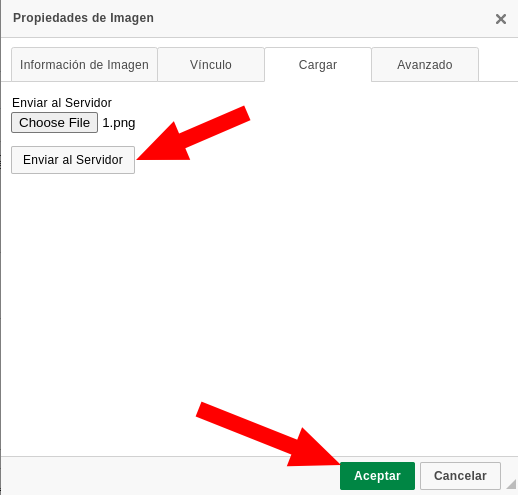 Propiedades de Imagen
Información de Imagen Vínculo Cargar Avanzado
Enviar al Servidor
Choose File 1.png
Enviar al Servidor
Aceptar Cancelar